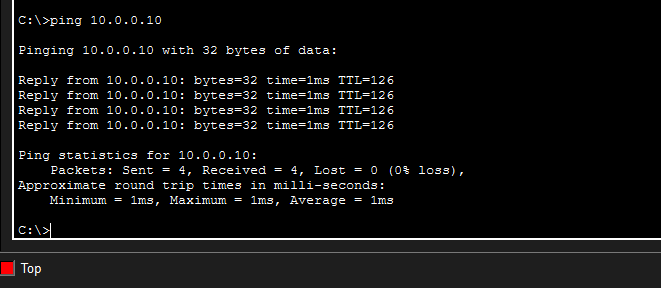 C:\>ping 10.0.0.10
Pinging 10.0.0.10 with 32 bytes of data:
Reply from 10.0.0.10: bytes=32 time=1ms TTL=126
Reply from 10.0.0.10: bytes=32 time=1ms TTL=126
Reply from 10.0.0.10: bytes=32 time=1ms TTL=126
Reply from 10.0.0.10: bytes=32 time=1ms TTL=126
Ping statistics for 10.0.0.10:
    Packets: Sent = 4, Received = 4, Lost = 0 (0% loss),
Approximate round trip times in milli-seconds:
    Minimum = 1ms, Maximum = 1ms, Average = 1ms
C:\>
Top